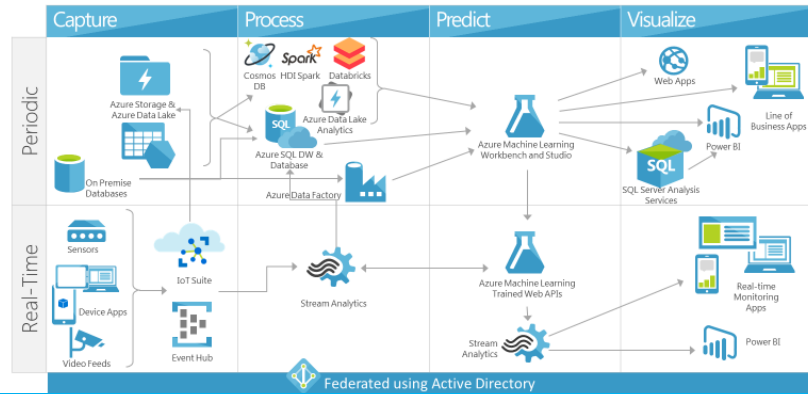 Capture
Process
Predict
Visualize
Periodic
Azure Storage &
Azure Data Lake
On Premise
Databases
Cosmos
DB
Spark
HDI Spark
Databricks
Azure Data Lake
Analytics
SQL
Azure SQL DW &
Database
Azure Data Factory
Azure Machine Learning
Workbench and Studio
Web Apps
Line of
Business Apps
Power BI
SQL
SQL Server Analysis
Services
Real-Time
Sensors
Device Apps
Video Feeds
IoT Suite
Event Hub
Stream Analytics
Azure Machine Learning
Trained Web APIs
Stream
Analytics
Real-time
Monitoring
Apps
Power BI
Federated using Active Directory